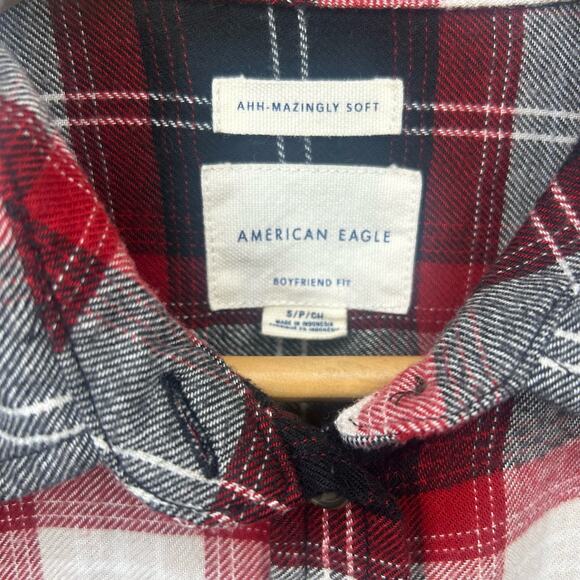 AHH-MAZINGLY SOFT
AMERICAN EAGLE
BOYFRIEND FIT
S/P/CH
MADE IN INDONESIA